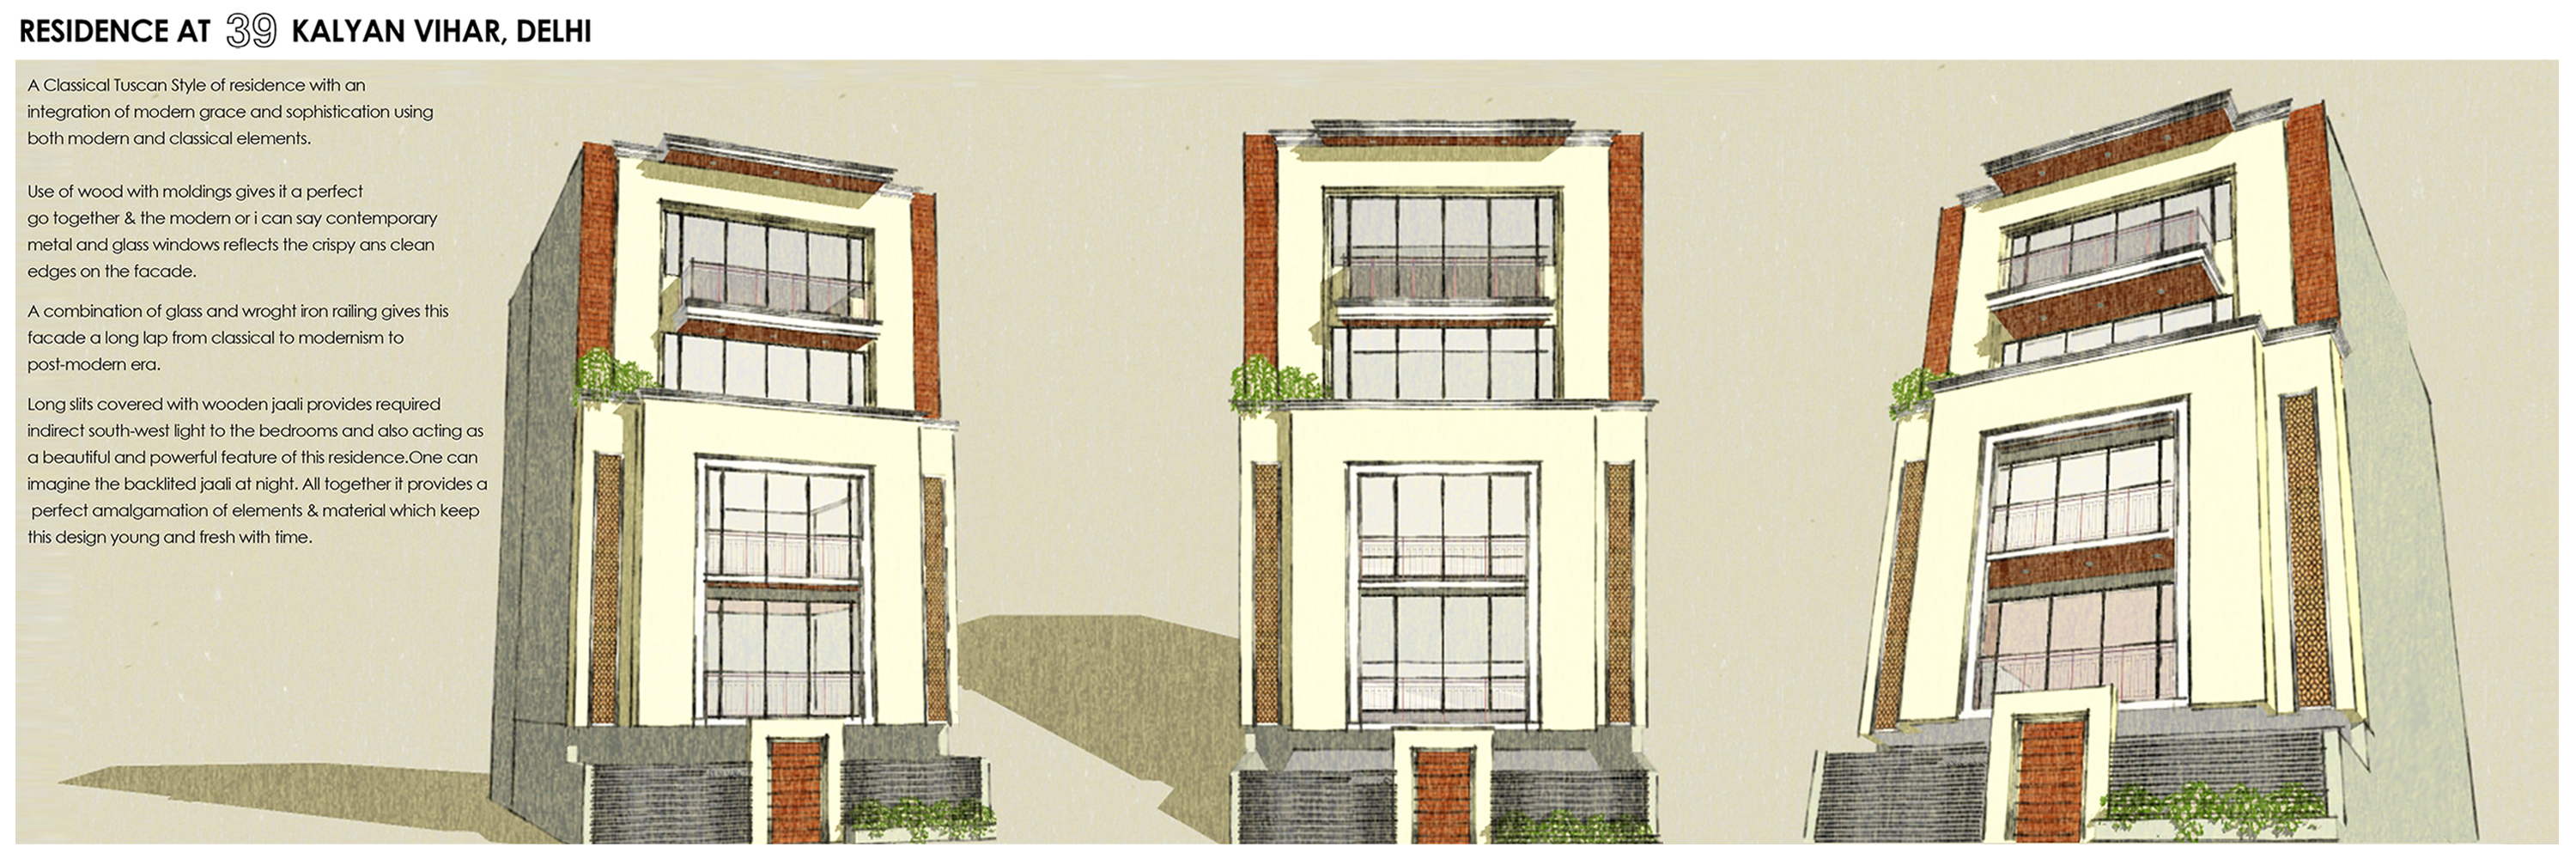 RESIDENCE AT 39 KALYAN VIHAR, DELHI
A Classical Tuscan Style of residence with an
integration of modern grace and sophistication using
both modern and classical elements.
Use of wood with moldings gives it a perfect
go together & the modern or i can say contemporary
metal and glass windows reflects the crispy ans clean
edges on the facade.
A combination of glass and wroght iron railing gives this
facade a long lap from classical to modernism to
post-modern era.
Long slits covered with wooden jaali provides required
indirect south-west light to the bedrooms and also acting as
a beautiful and powerful feature of this residence.One can
imagine the backlited jaali at night. All together it provides a
perfect amalgamation of elements & material which keep
this design young and fresh with time.